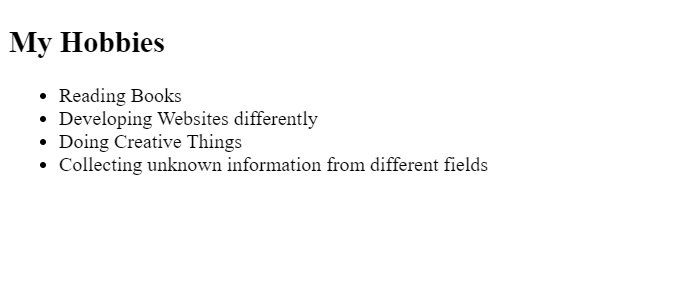 My Hobbies
Reading Books
Developing Websites differently
Doing Creative Things
Collecting unknown information from different fields